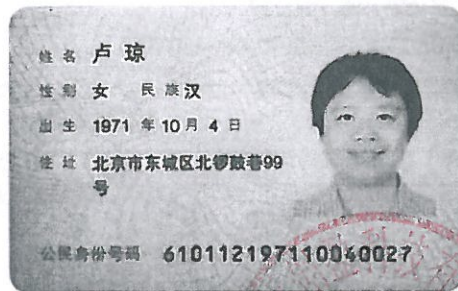 姓名 卢琼
性别 女 民族 汉
出生 1971 年 10 月 4 日
住址 北京市东城区北锣鼓巷99
号
公民身份号码 610112197110040027